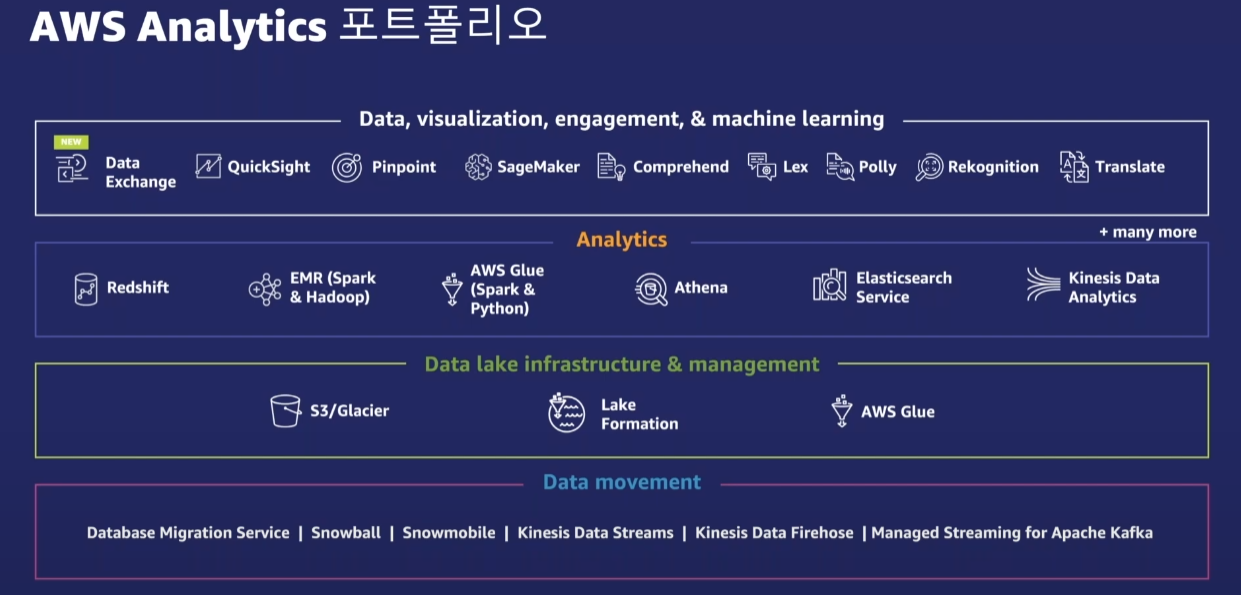 AWS Analytics 포트폴리오
Data, visualization, engagement, & machine learning
NEW
Data
Exchange
QuickSight
Pinpoint
SageMaker
Comprehend
Lex
Polly
Rekognition
Translate
+ many more
Analytics
Redshift
EMR (Spark
& Hadoop)
AWS Glue
(Spark &
Python)
Athena
Elasticsearch
Service
Kinesis Data
Analytics
Data lake infrastructure & management
S3/Glacier
Lake
Formation
AWS Glue
Data movement
Database Migration Service | Snowball | Snowmobile | Kinesis Data Streams | Kinesis Data Firehose | Managed Streaming for Apache Kafka